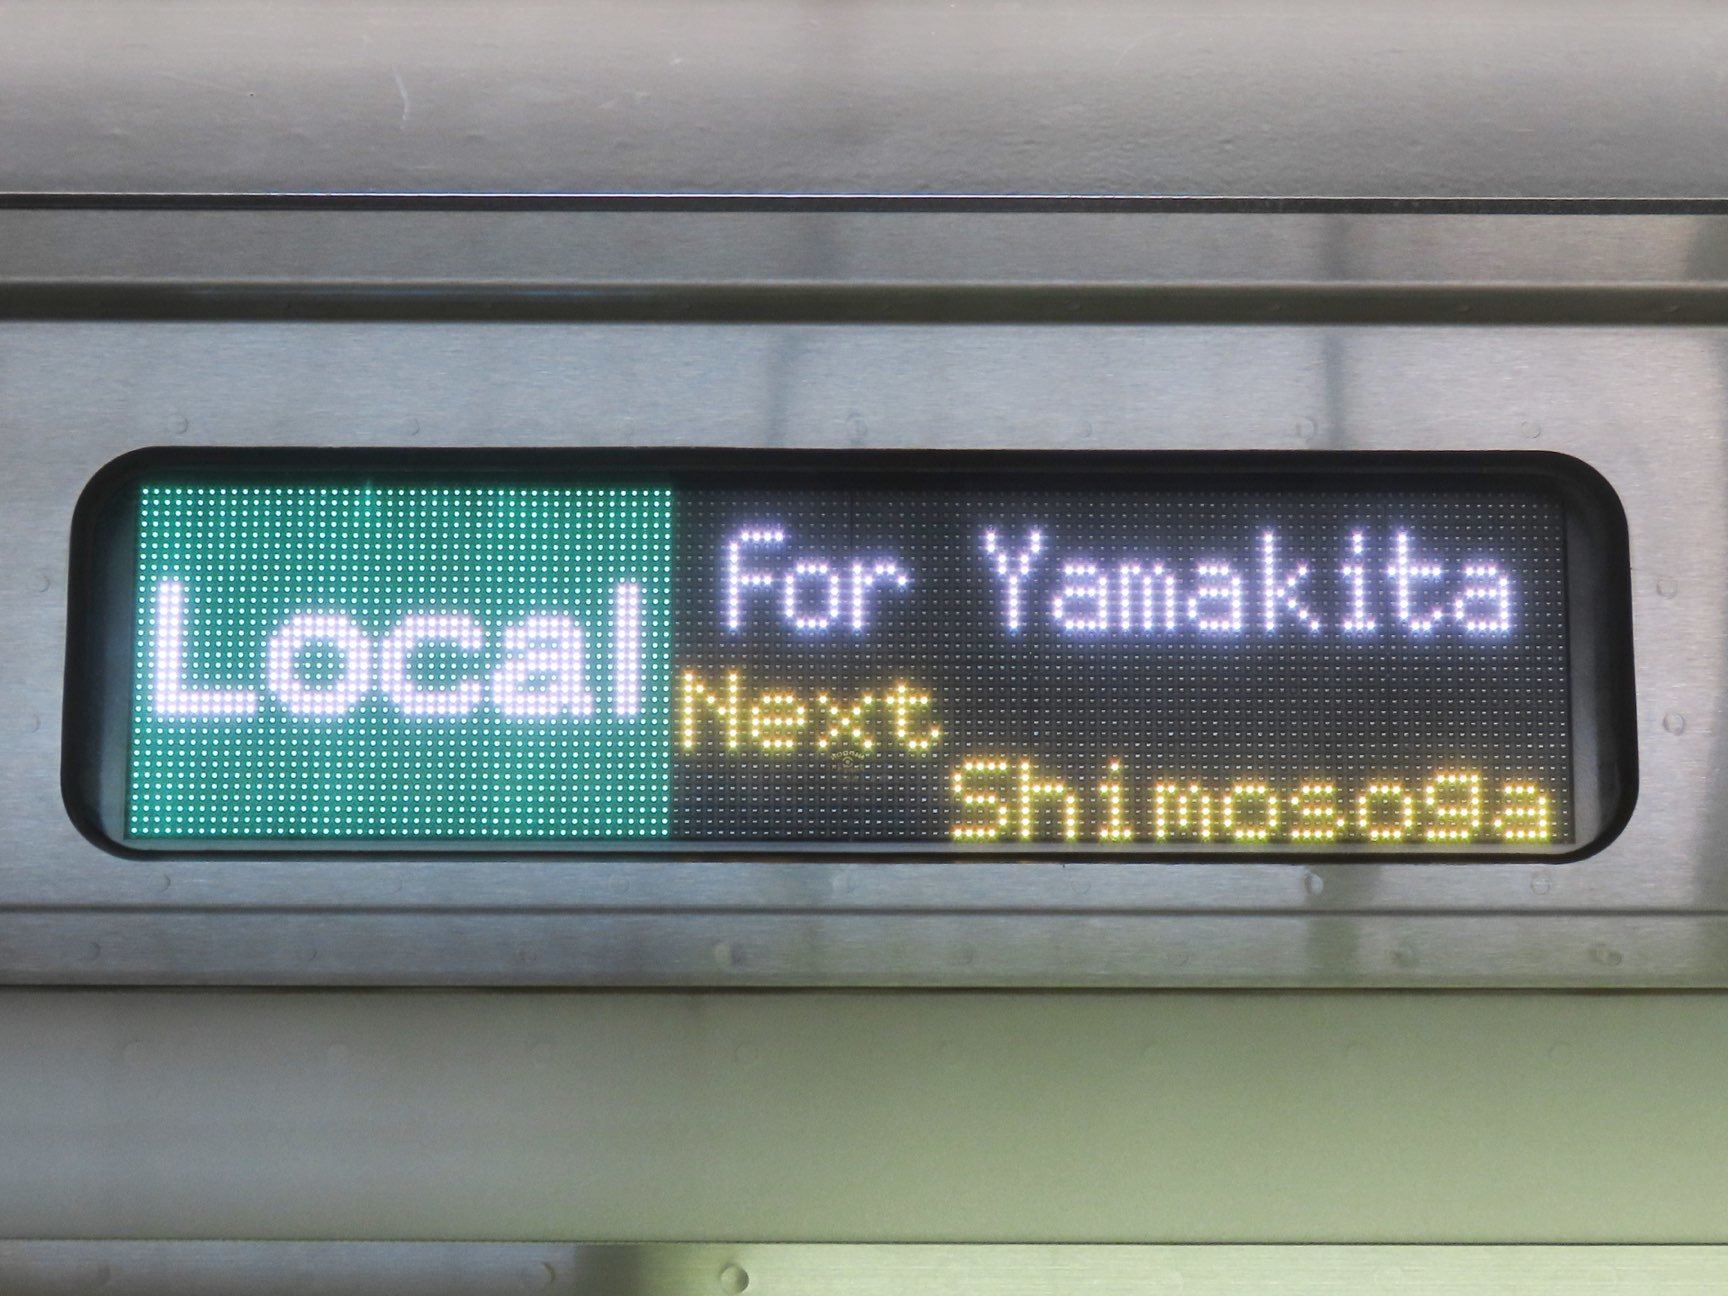 Local
For Yamakita
Next
Shimosoga